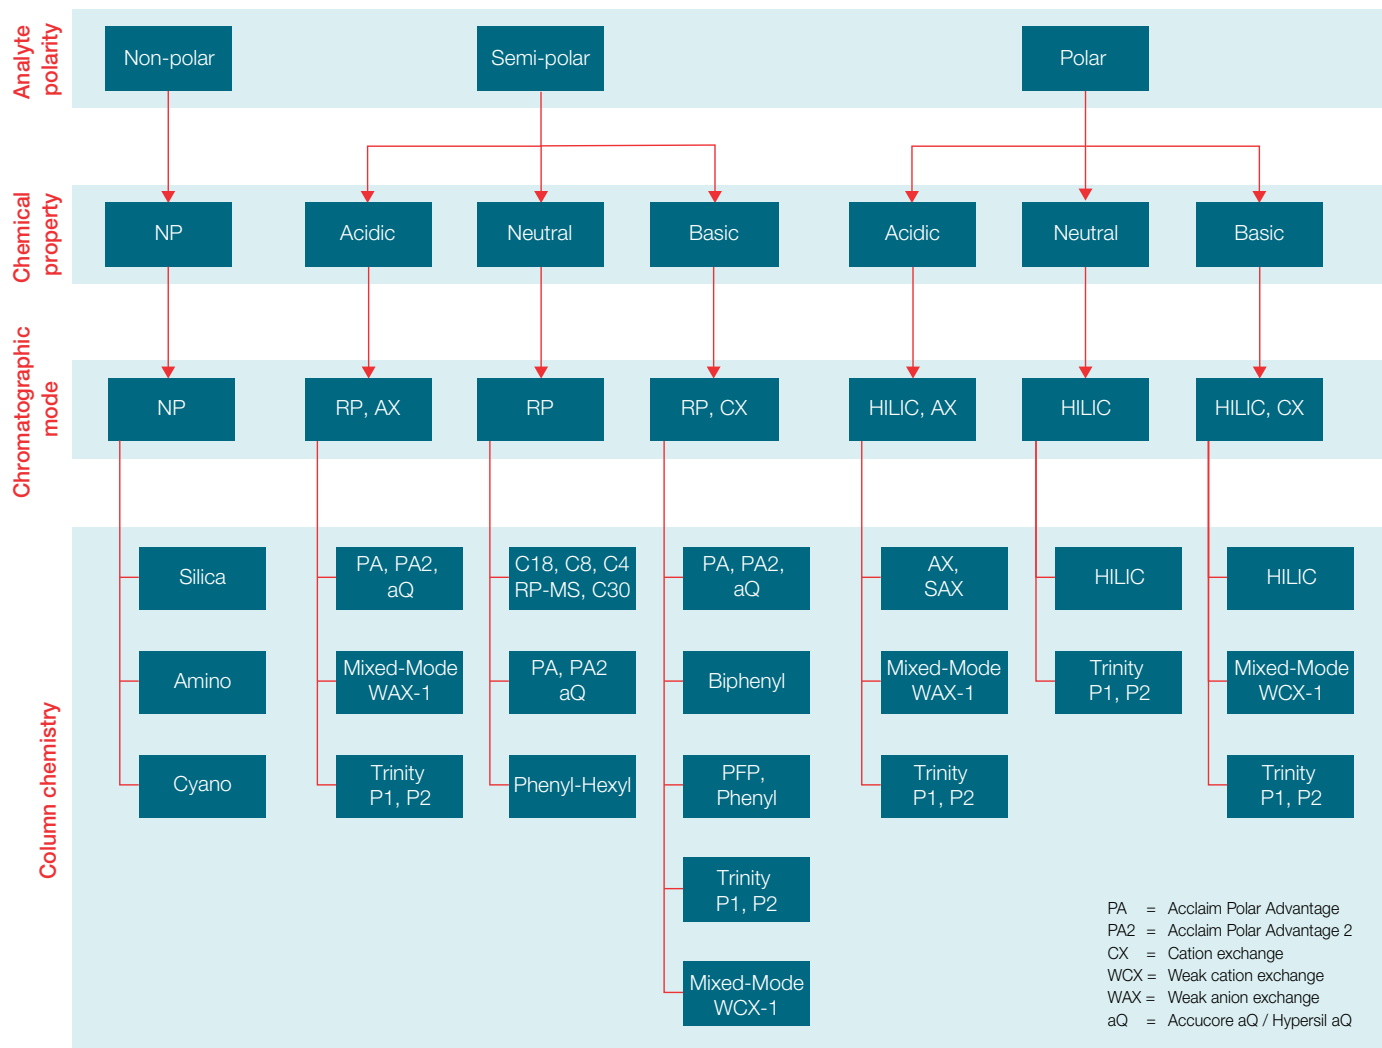 Analyte
polarity
Non-polar
Semi-polar
Polar
Chemical
property
NP
Acidic
Neutral
Basic
Acidic
Neutral
Basic
Chromatographic
mode
NP
RP, AX
RP
RP, CX
HILIC, AX
HILIC
HILIC, CX
Column chemistry
Silica
Amino
Cyano
PA, PA2,
aQ
Mixed-Mode
WAX-1
Trinity
P1, P2
C18, C8, C4
RP-MS, C30
PA, PA2
aQ
Phenyl-Hexyl
PA, PA2,
aQ
Biphenyl
PFP,
Phenyl
Trinity
P1, P2
Mixed-Mode
WCX-1
AX,
SAX
Mixed-Mode
WAX-1
Trinity
P1, P2
HILIC
Trinity
P1, P2
HILIC
Mixed-Mode
WCX-1
Trinity
P1, P2
PA = Acclaim Polar Advantage
PA2 = Acclaim Polar Advantage 2
CX = Cation exchange
WCX = Weak cation exchange
WAX = Weak anion exchange
aQ = Accucore aQ / Hypersil aQ